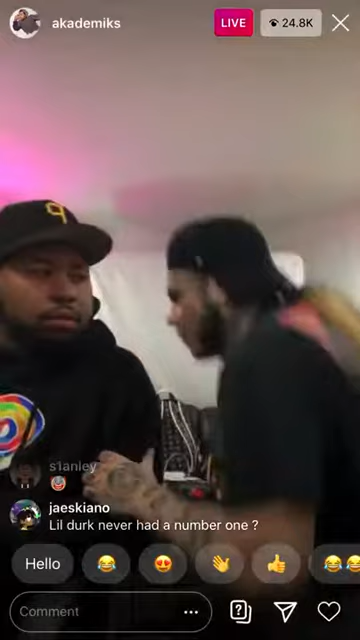 akademiks
LIVE
24.8K
s1anley
jaeskiano
Lil durk never had a number one ?
Hello
Comment